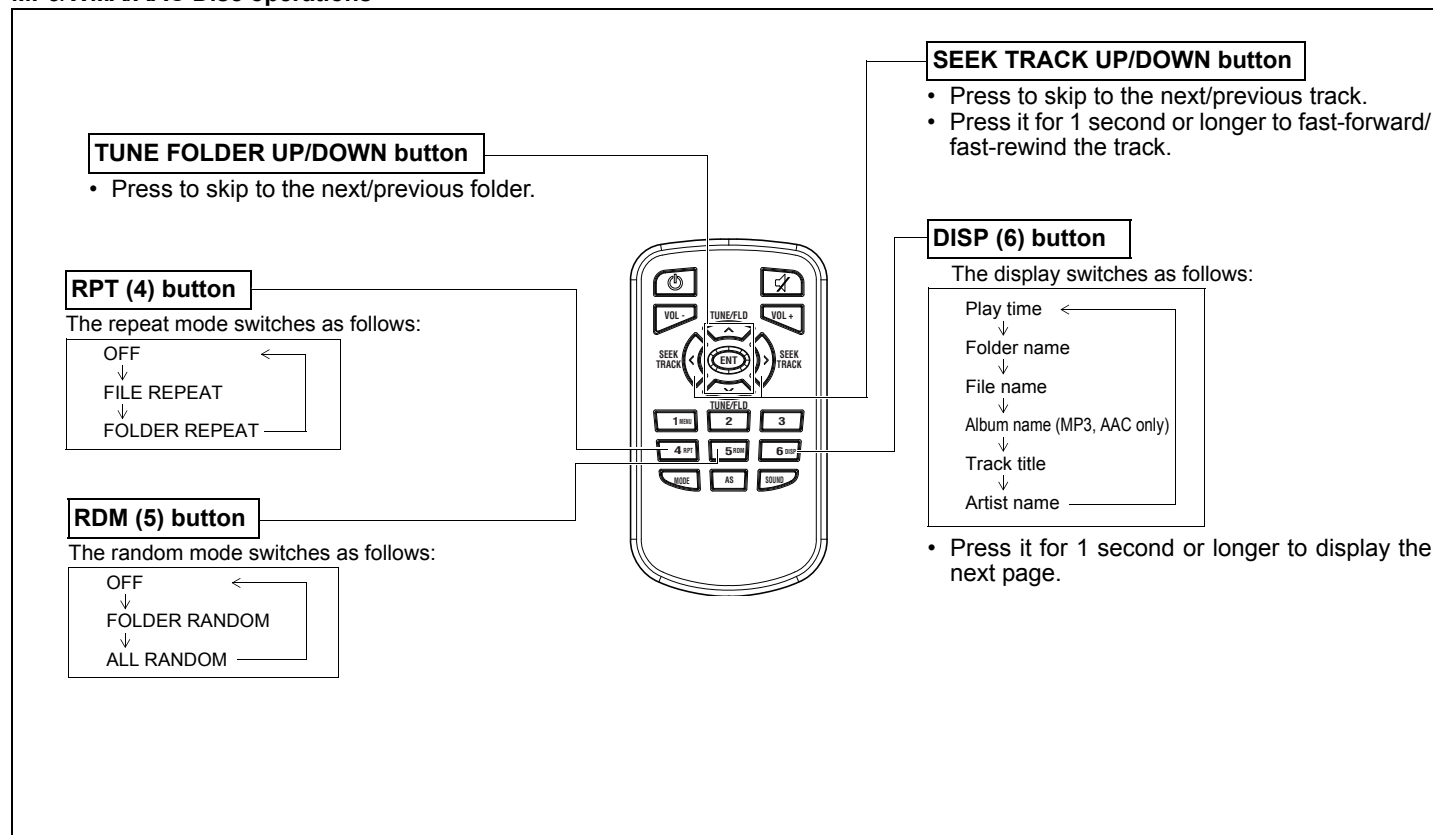 SEEK TRACK UP/DOWN button
• Press to skip to the next/previous track.
• Press it for 1 second or longer to fast-forward/
fast-rewind the track.
TUNE FOLDER UP/DOWN button
• Press to skip to the next/previous folder.
DISP (6) button
The display switches as follows:
Play time
Folder name
File name
Album name (MP3, AAC only)
Track title
Artist name
• Press it for 1 second or longer to display the
next page.
RPT (4) button
The repeat mode switches as follows:
OFF
FILE REPEAT
FOLDER REPEAT
RDM (5) button
The random mode switches as follows:
OFF
FOLDER RANDOM
ALL RANDOM
VOL -
TUNE/FLD
VOL +
SEEK
TRACK
ENT
SEEK
TRACK
TUNE/FLD
1 MENU
2
3
4 RPT
5 RDM
6 DISP
MODE
AS
SOUND